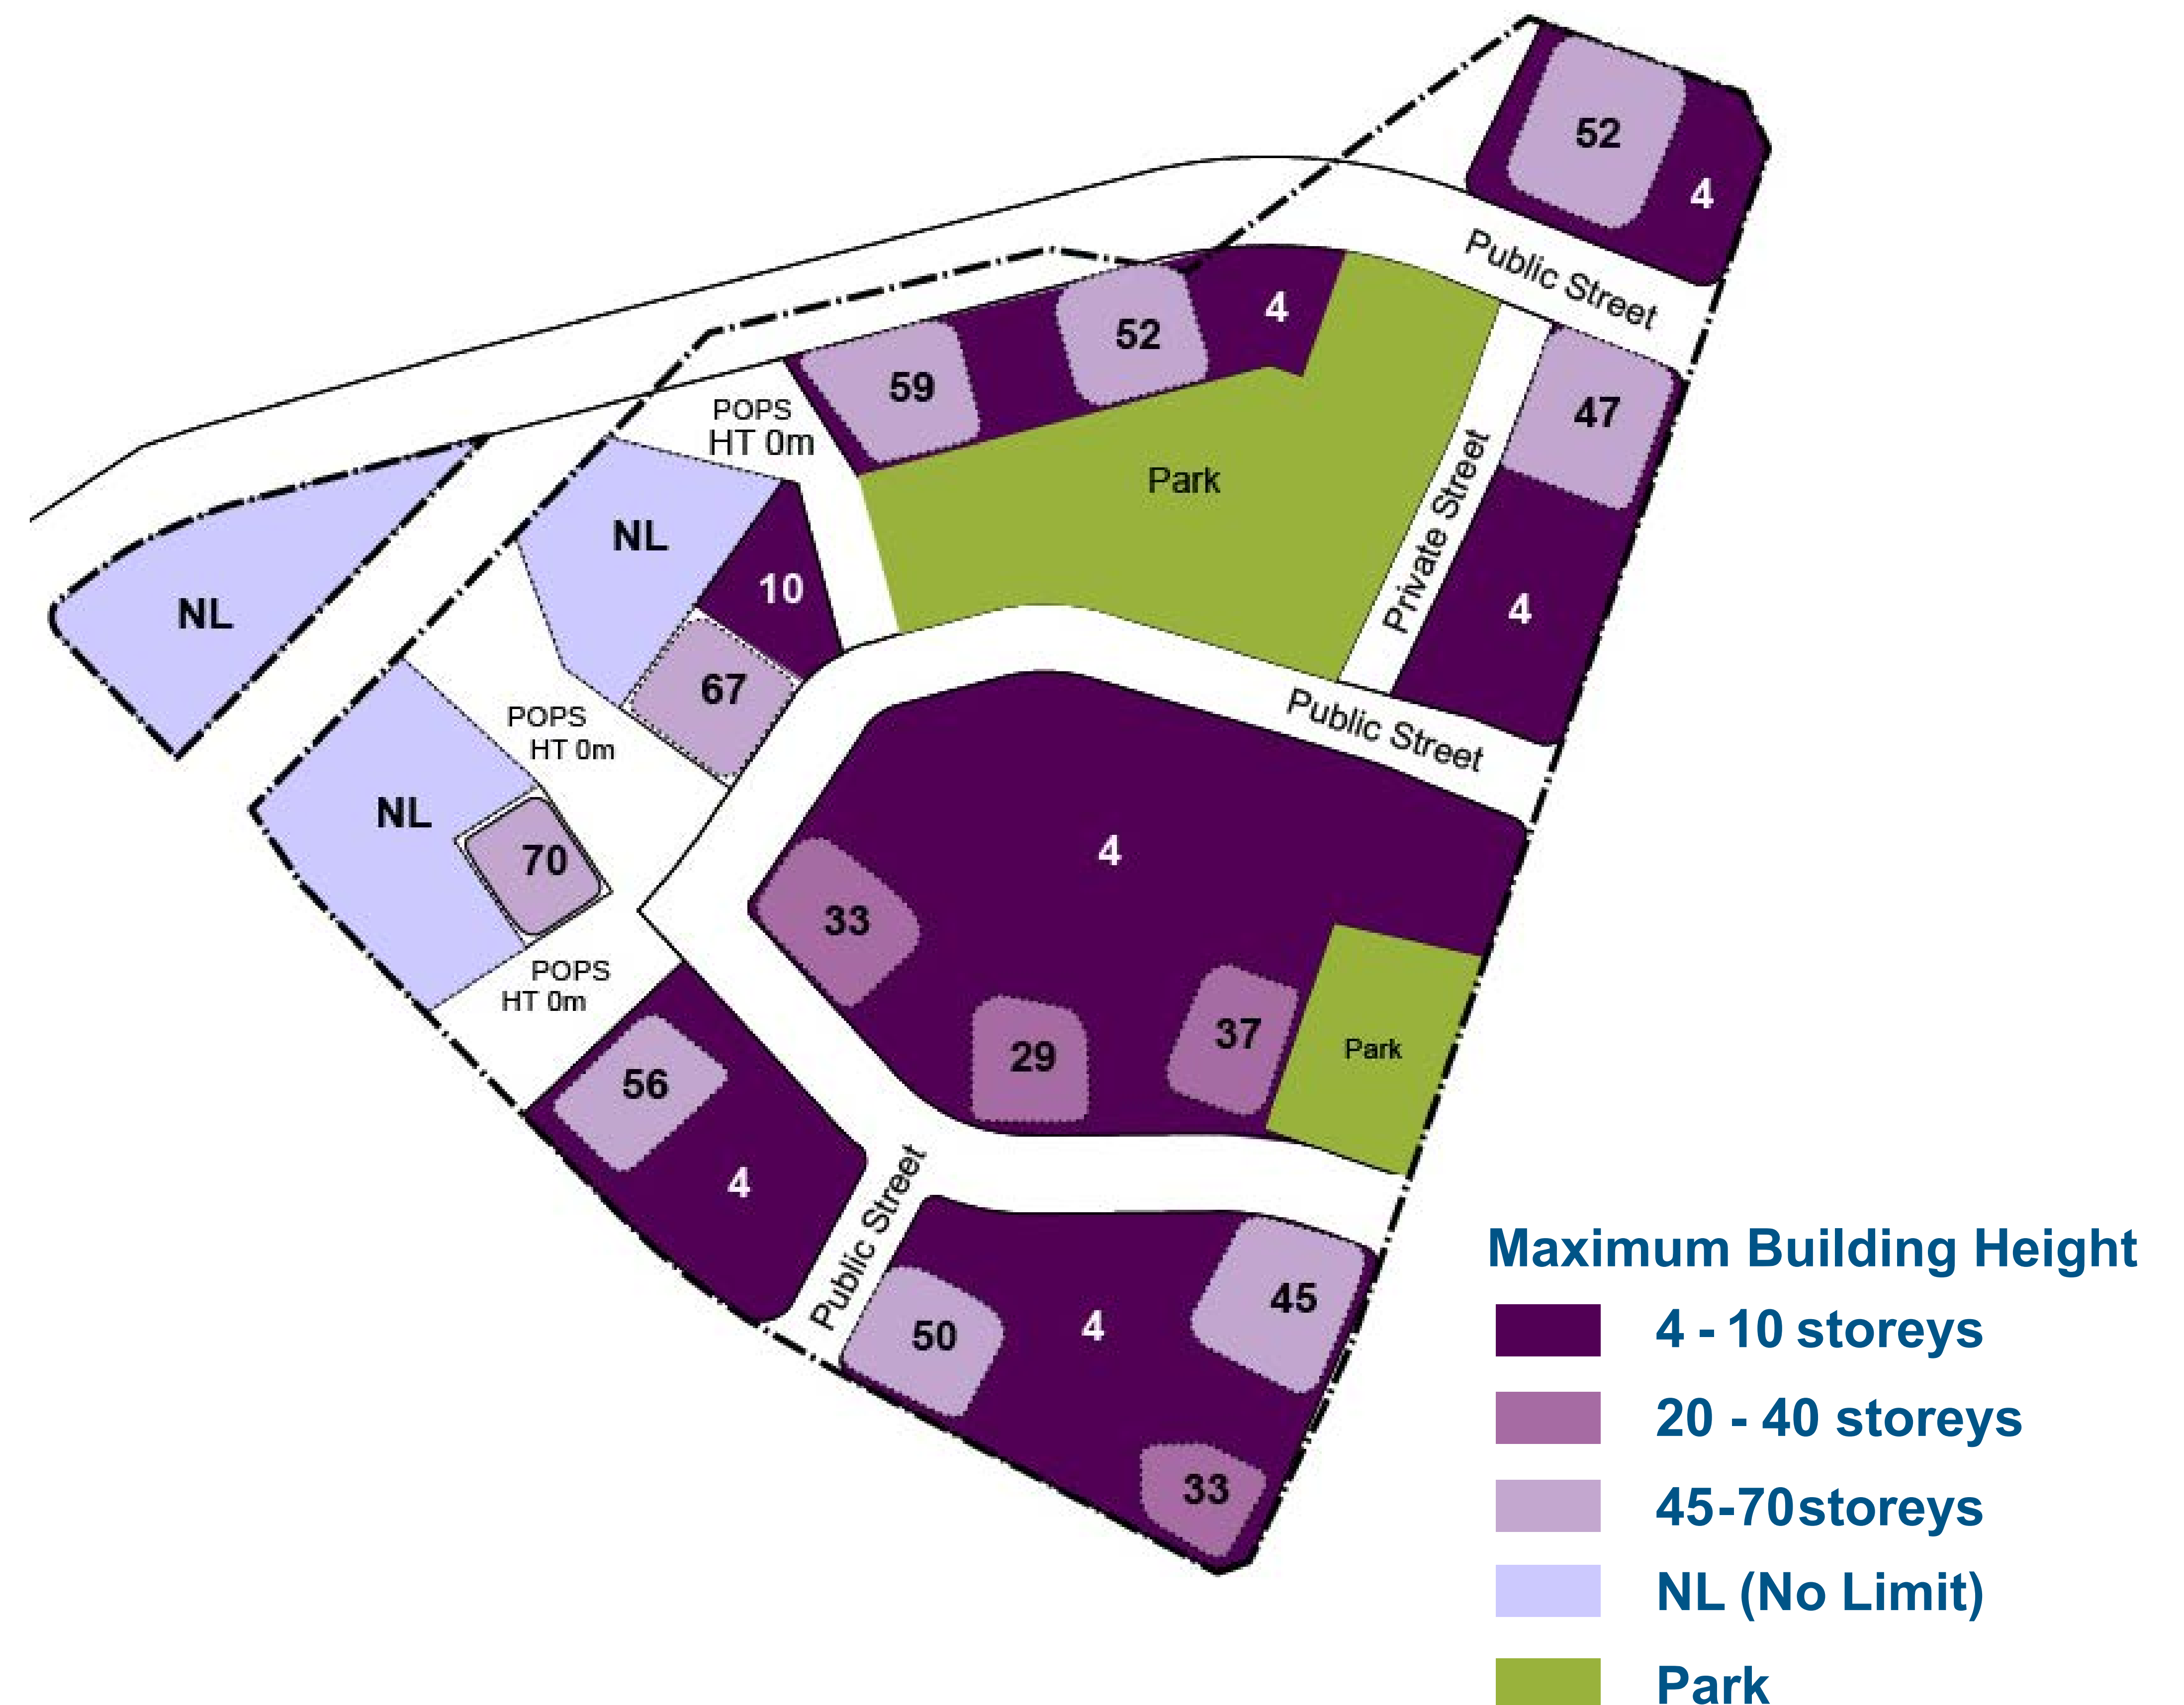 52
4
Public Street
4
52
59
47
POPS
HT 0m
Park
Private Street
NL
10
NL
4
67
Public Street
POPS
HT 0m
NL
70
4
33
POPS
HT 0m
29
37
Park
56
4
Public Street
50
4
45
33
Maximum Building Height
4 - 10 storeys
20 - 40 storeys
45-70 storeys
NL (No Limit)
Park